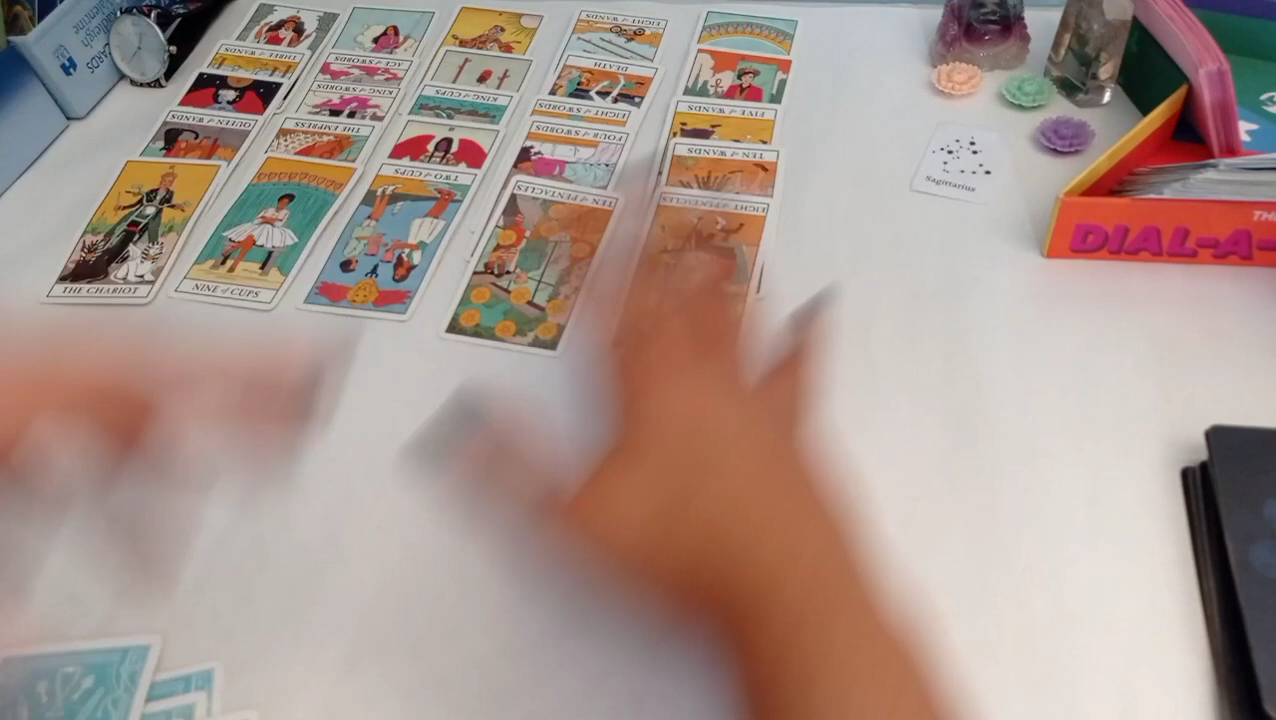 CARDS
THREE of WANDS
QUEEN of WANDS
THE CHARIOT
ACE of SWORDS
KING of SWORDS
THE EMPRESS
NINE of CUPS
KING of CUPS
TWO of CUPS
EIGHT of WANDS
DEATH
EIGHT of SWORDS
FOUR of SWORDS
TEN of PENTACLES
FIVE of WANDS
TEN of WANDS
EIGHT of PENTACLES
Sagittarius
THE
DIAL-A-